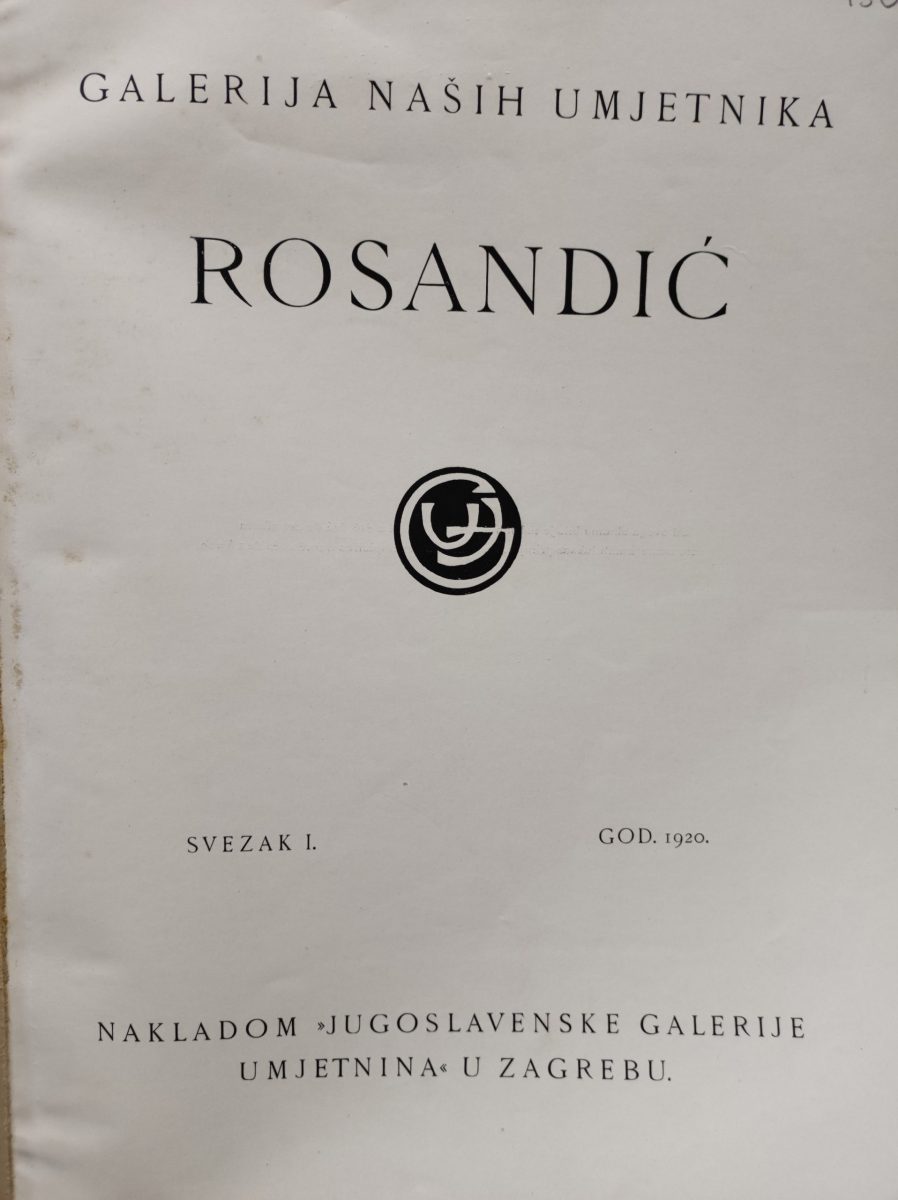 GALERIJA NAŠIH UMJETNIKA
ROSANDIĆ
SVEZAK I.
GOD. 1920.
NAKLADOM »JUGOSLAVENSKE GALERIJE
UMJETNINA« U ZAGREBU.